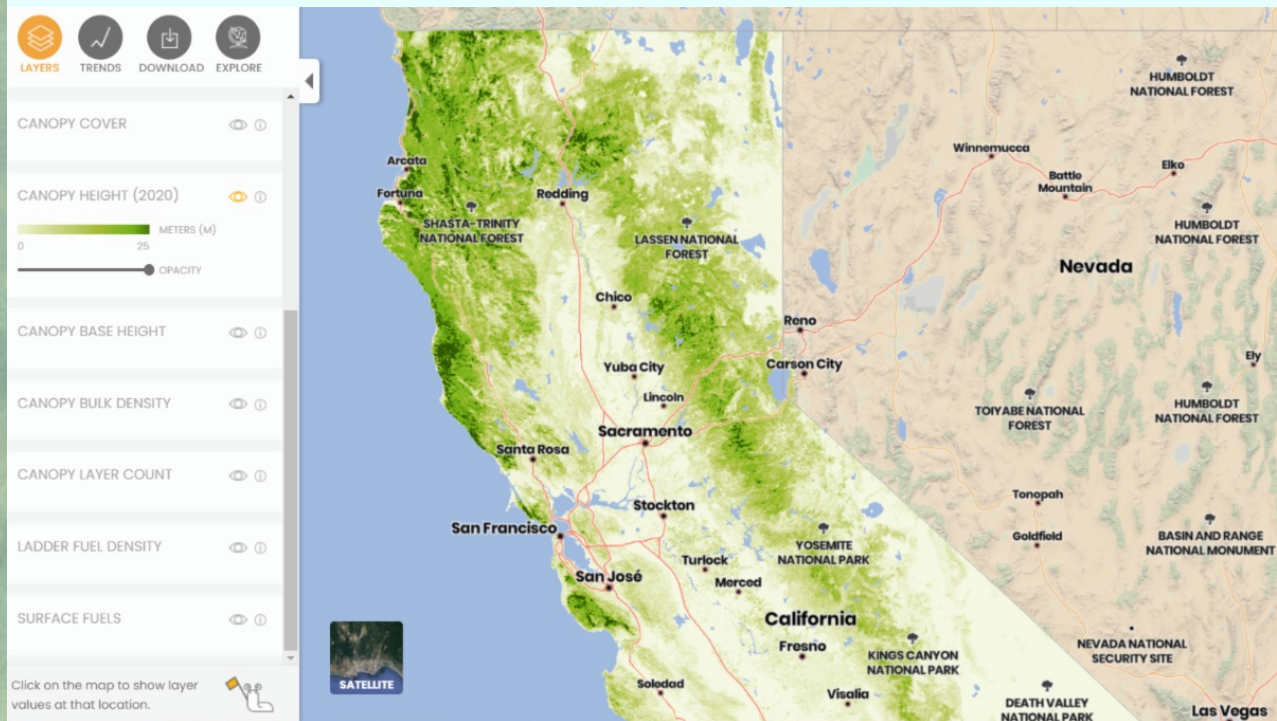 LAYERS
TRENDS
DOWNLOAD
EXPLORE
CANOPY COVER
CANOPY HEIGHT (2020)
METERS (M)
0
25
OPACITY
CANOPY BASE HEIGHT
CANOPY BULK DENSITY
CANOPY LAYER COUNT
LADDER FUEL DENSITY
SURFACE FUELS
Click on the map to show layer
values at that location.
SATELLITE
HUMBOLDT
NATIONAL FOREST
Winnemucca
Elko
Battle
Mountain
Arcata
Fortuna
Redding
SHASTA-TRINITY
NATIONAL FOREST
LASSEN NATIONAL
FOREST
HUMBOLDT
NATIONAL FOREST
Nevada
Chico
Reno
Ely
Yuba City
Carson City
Lincoln
TOIYABE NATIONAL
FOREST
HUMBOLDT
NATIONAL FOREST
Sacramento
Santa Rosa
Tonopah
Stockton
San Francisco
Goldfield
BASIN AND RANGE
NATIONAL MONUMENT
YOSEMITE
NATIONAL PARK
Turlock
San José
Merced
California
Fresno
KINGS CANYON
NATIONAL PARK
NEVADA NATIONAL
SECURITY SITE
Soledad
Visalia
DEATH VALLEY
NATIONAL PARK
Las Vegas